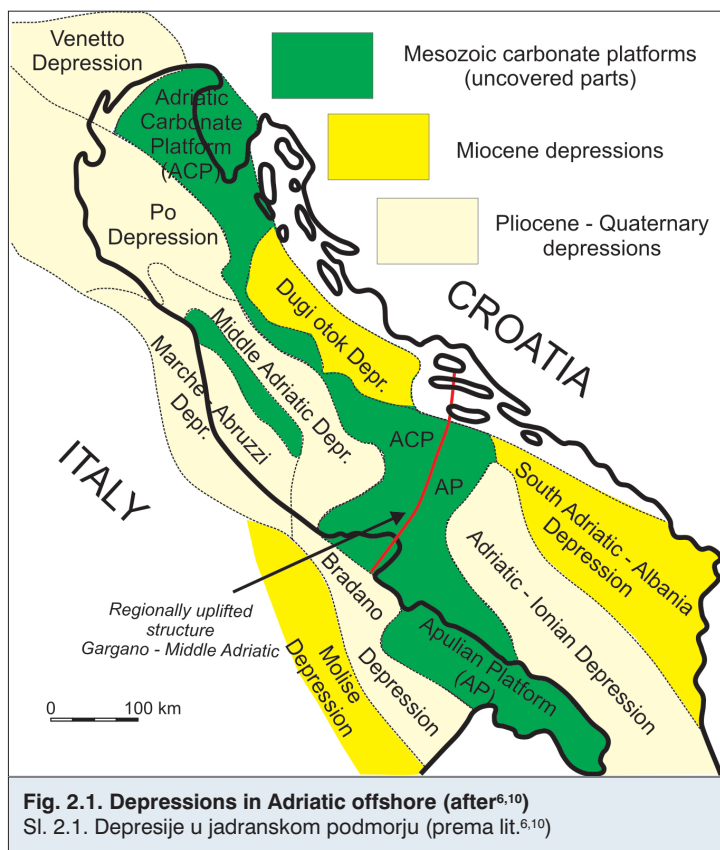 Venetto
Depression
Mesozoic carbonate platforms
(uncovered parts)
Adriatic
Carbonate
Platform
(ACP)
Miocene depressions
Po
Depression
Pliocene - Quaternary
depressions
CROATIA
Dugi otok Depr.
Middle Adriatic Depr.
Marche - Abruzzi
Depr.
ITALY
ACP
AP
South Adriatic - Albania
Depression
Adriatic - Ionian Depression
Bradano
Depression
Regionally uplifted
structure
Gargano - Middle Adriatic
Apulian Platform
(AP)
Molise
Depression
0 100 km
Fig. 2.1. Depressions in Adriatic offshore (after6,10)
Sl. 2.1. Depresije u jadranskom podmorju (prema lit.6,10)